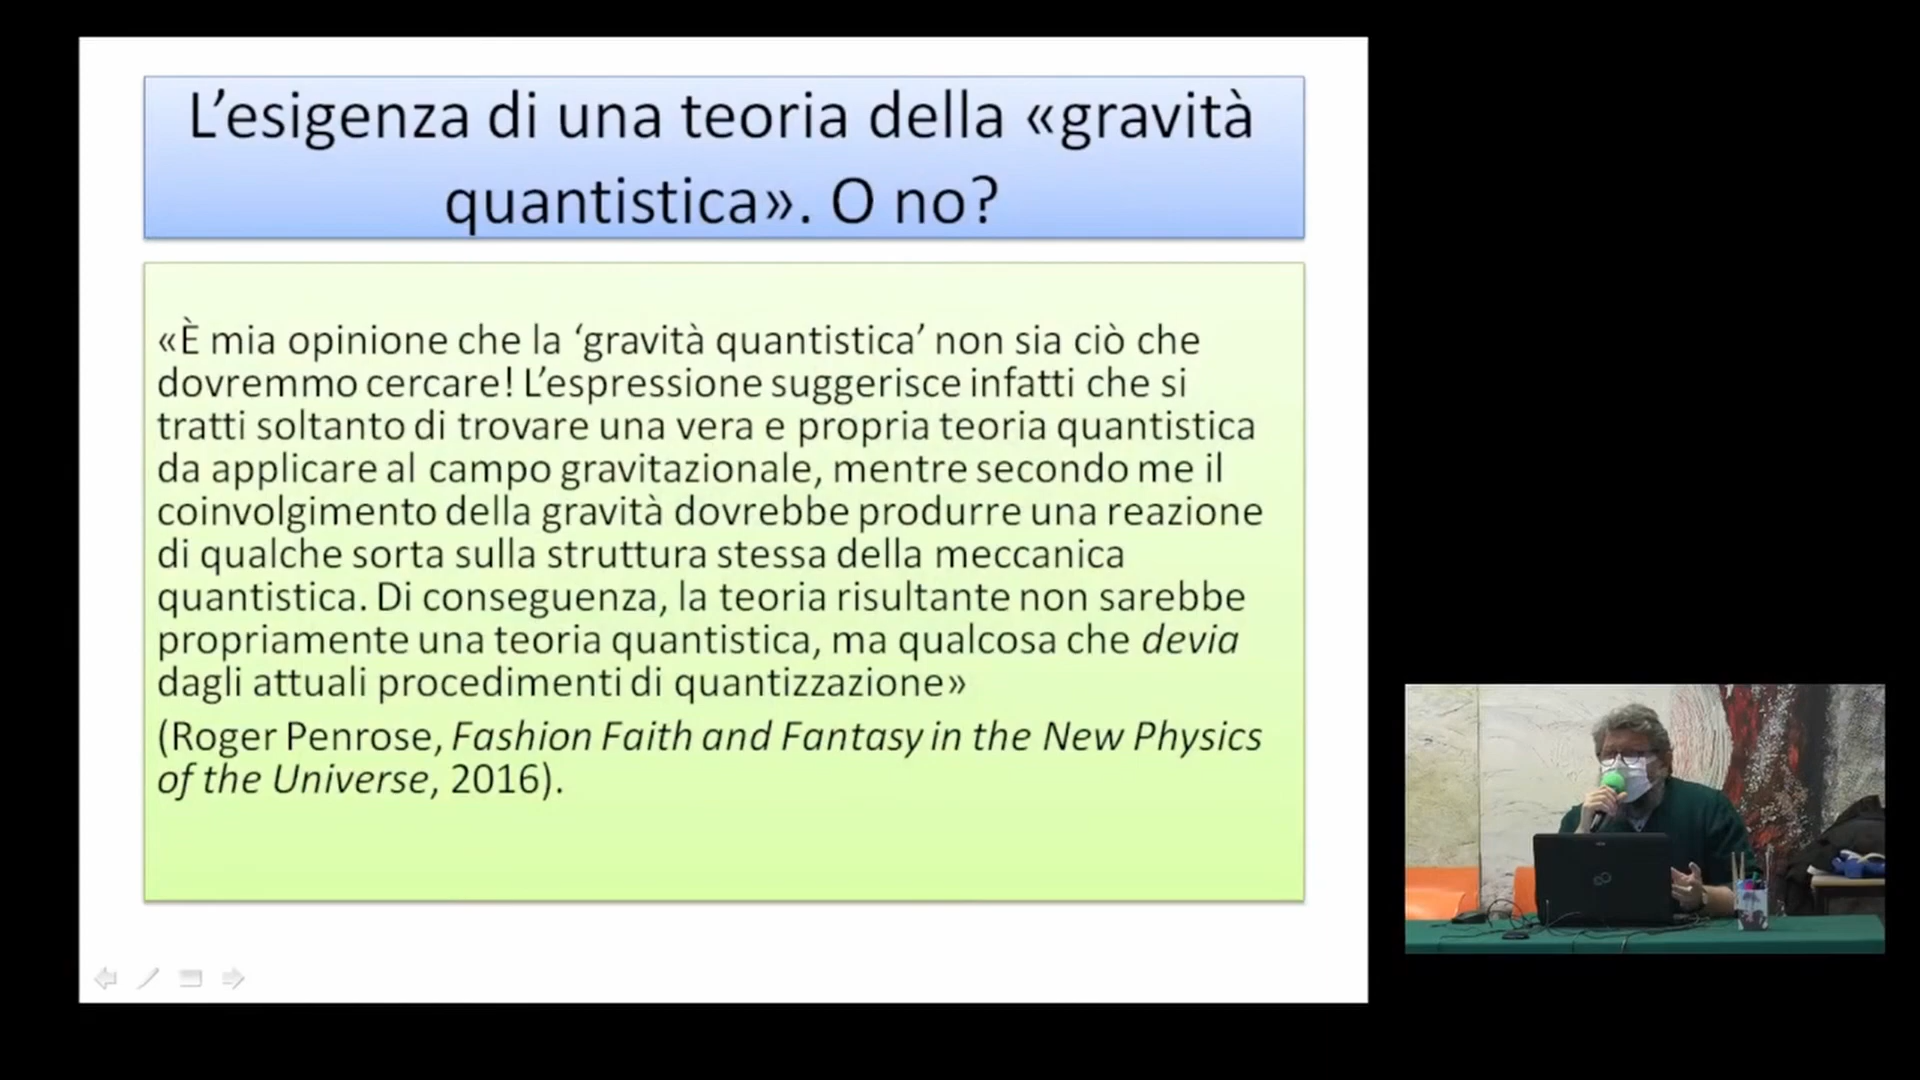 L’esigenza di una teoria della «gravità
quantistica». O no?
«È mia opinione che la ‘gravità quantistica’ non sia ciò che
dovremmo cercare! L’espressione suggerisce infatti che si
tratti soltanto di trovare una vera e propria teoria quantistica
da applicare al campo gravitazionale, mentre secondo me il
coinvolgimento della gravità dovrebbe produrre una reazione
di qualche sorta sulla struttura stessa della meccanica
quantistica. Di conseguenza, la teoria risultante non sarebbe
propriamente una teoria quantistica, ma qualcosa che devia
dagli attuali procedimenti di quantizzazione»
(Roger Penrose, Fashion Faith and Fantasy in the New Physics
of the Universe, 2016).